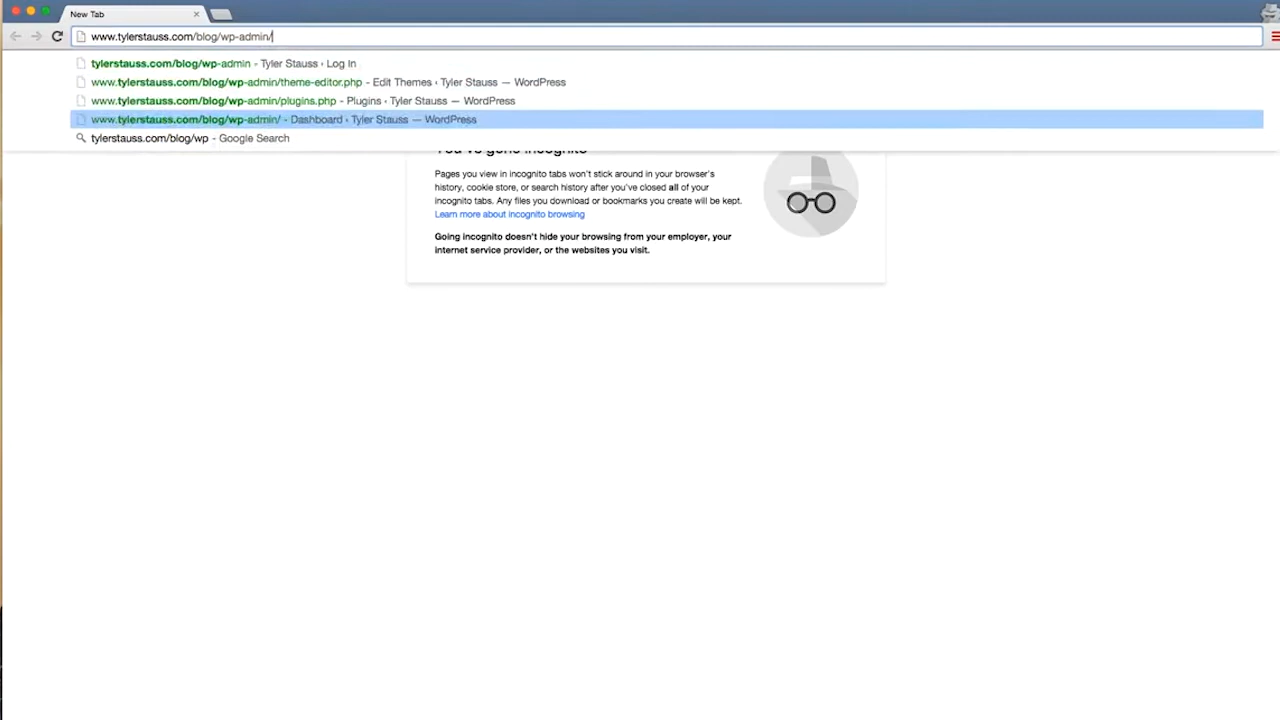 New Tab
www.tylerstauss.com/blog/wp-admin/
tylerstauss.com/blog/wp-admin - Tyler Stauss › Log In
www.tylerstauss.com/blog/wp-admin/theme-editor.php - Edit Themes ‹ Tyler Stauss — WordPress
www.tylerstauss.com/blog/wp-admin/plugins.php - Plugins ‹ Tyler Stauss — WordPress
www.tylerstauss.com/blog/wp-admin/ - Dashboard ‹ Tyler Stauss — WordPress
tylerstauss.com/blog/wp - Google Search
You've gone incognito
Pages you view in incognito tabs won't stick around in your browser's
history, cookie store, or search history after you've closed all of your
incognito tabs. Any files you download or bookmarks you create will be kept.
Learn more about incognito browsing
Going incognito doesn't hide your browsing from your employer, your
internet service provider, or the websites you visit.